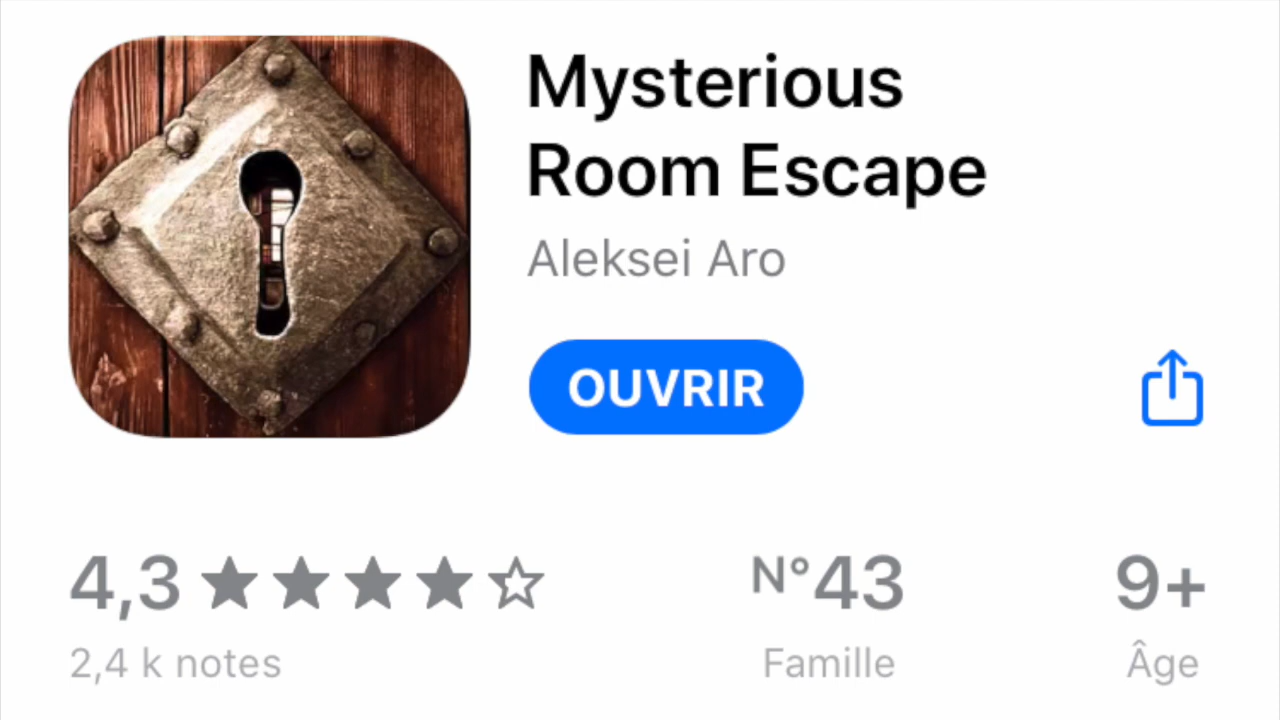 Mysterious
Room Escape
Aleksei Aro
OUVRIR
4,3 ★★★★☆
N°43
9+
2,4 k notes
Famille
Âge